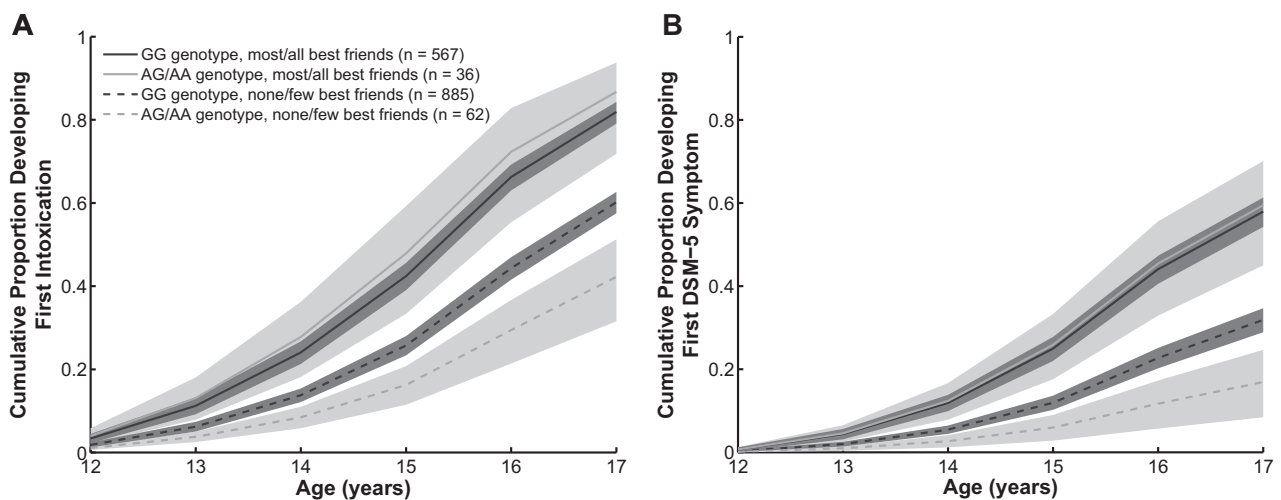 A
Cumulative Proportion Developing
First Intoxication
1
0.8
0.6
0.4
0.2
0
GG genotype, most/all best friends (n = 567)
AG/AA genotype, most/all best friends (n = 36)
GG genotype, none/few best friends (n = 885)
AG/AA genotype, none/few best friends (n = 62)
12 13 14 15 16 17
Age (years)
B
Cumulative Proportion Developing
First DSM–5 Symptom
1
0.8
0.6
0.4
0.2
0
12 13 14 15 16 17
Age (years)